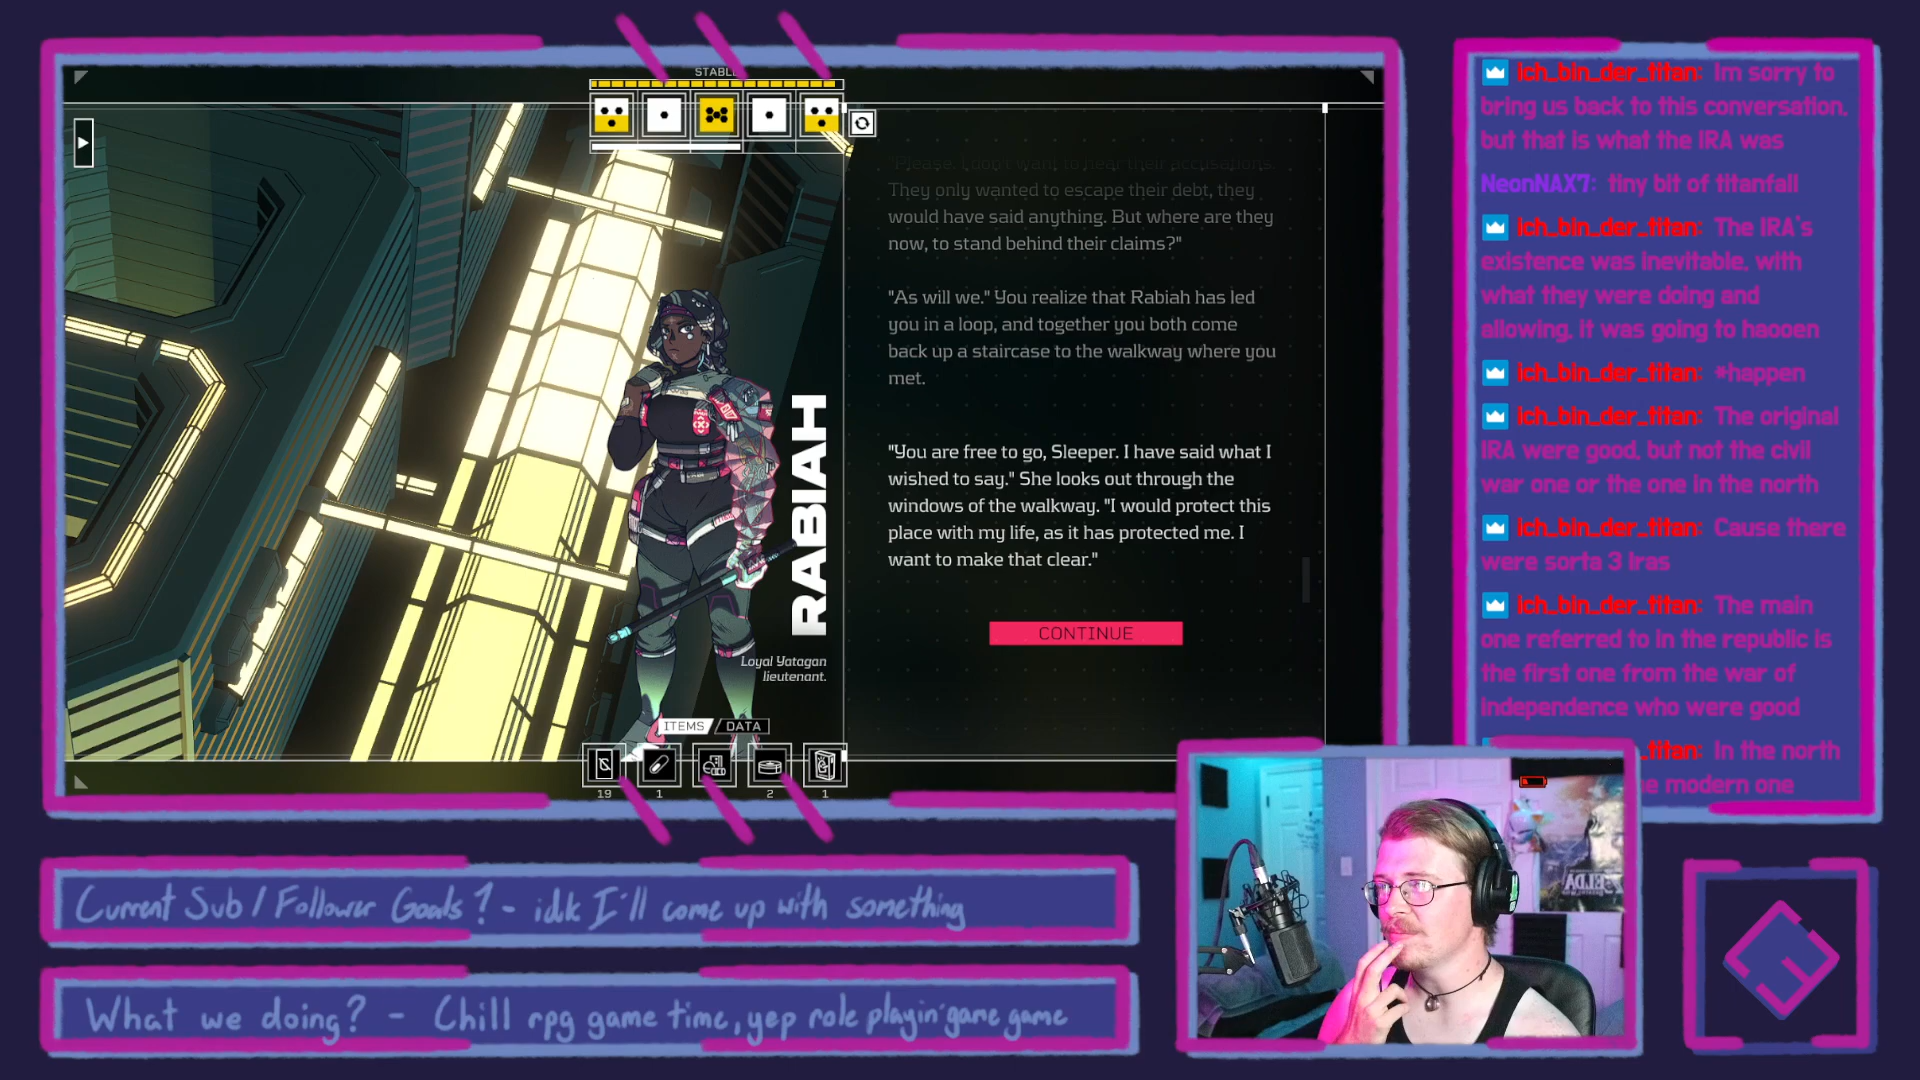 STABLE
"Please. I don't want to hear their accusations.
They only wanted to escape their debt, they
would have said anything. But where are they
now, to stand behind their claims?"
"As will we." You realize that Rabiah has led
you in a loop, and together you both come
back up a staircase to the walkway where you
met.
"You are free to go, Sleeper. I have said what I
wished to say." She looks out through the
windows of the walkway. "I would protect this
place with my life, as it has protected me. I
want to make that clear."
CONTINUE
RABIAH
Loyal Yatagan
lieutenant.
ITEMS / DATA
19
1
2
1
ich_bin_der_titan: Im sorry to
bring us back to this conversation,
but that is what the IRA was
NeonNAX7: tiny bit of titanfall
ich_bin_der_titan: The IRA's
existence was inevitable, with
what they were doing and
allowing, it was going to haooen
ich_bin_der_titan: *happen
ich_bin_der_titan: The original
IRA were good, but not the civil
war one or the one in the north
ich_bin_der_titan: Cause there
were sorta 3 Iras
ich_bin_der_titan: The main
one referred to in the republic is
the first one from the war of
independence who were good
_titan: In the north
modern one
ZELDA
Current Sub / Follower Goals? - idk I'll come up with something
What we doing? - Chill rpg game time, yep role playin' game game